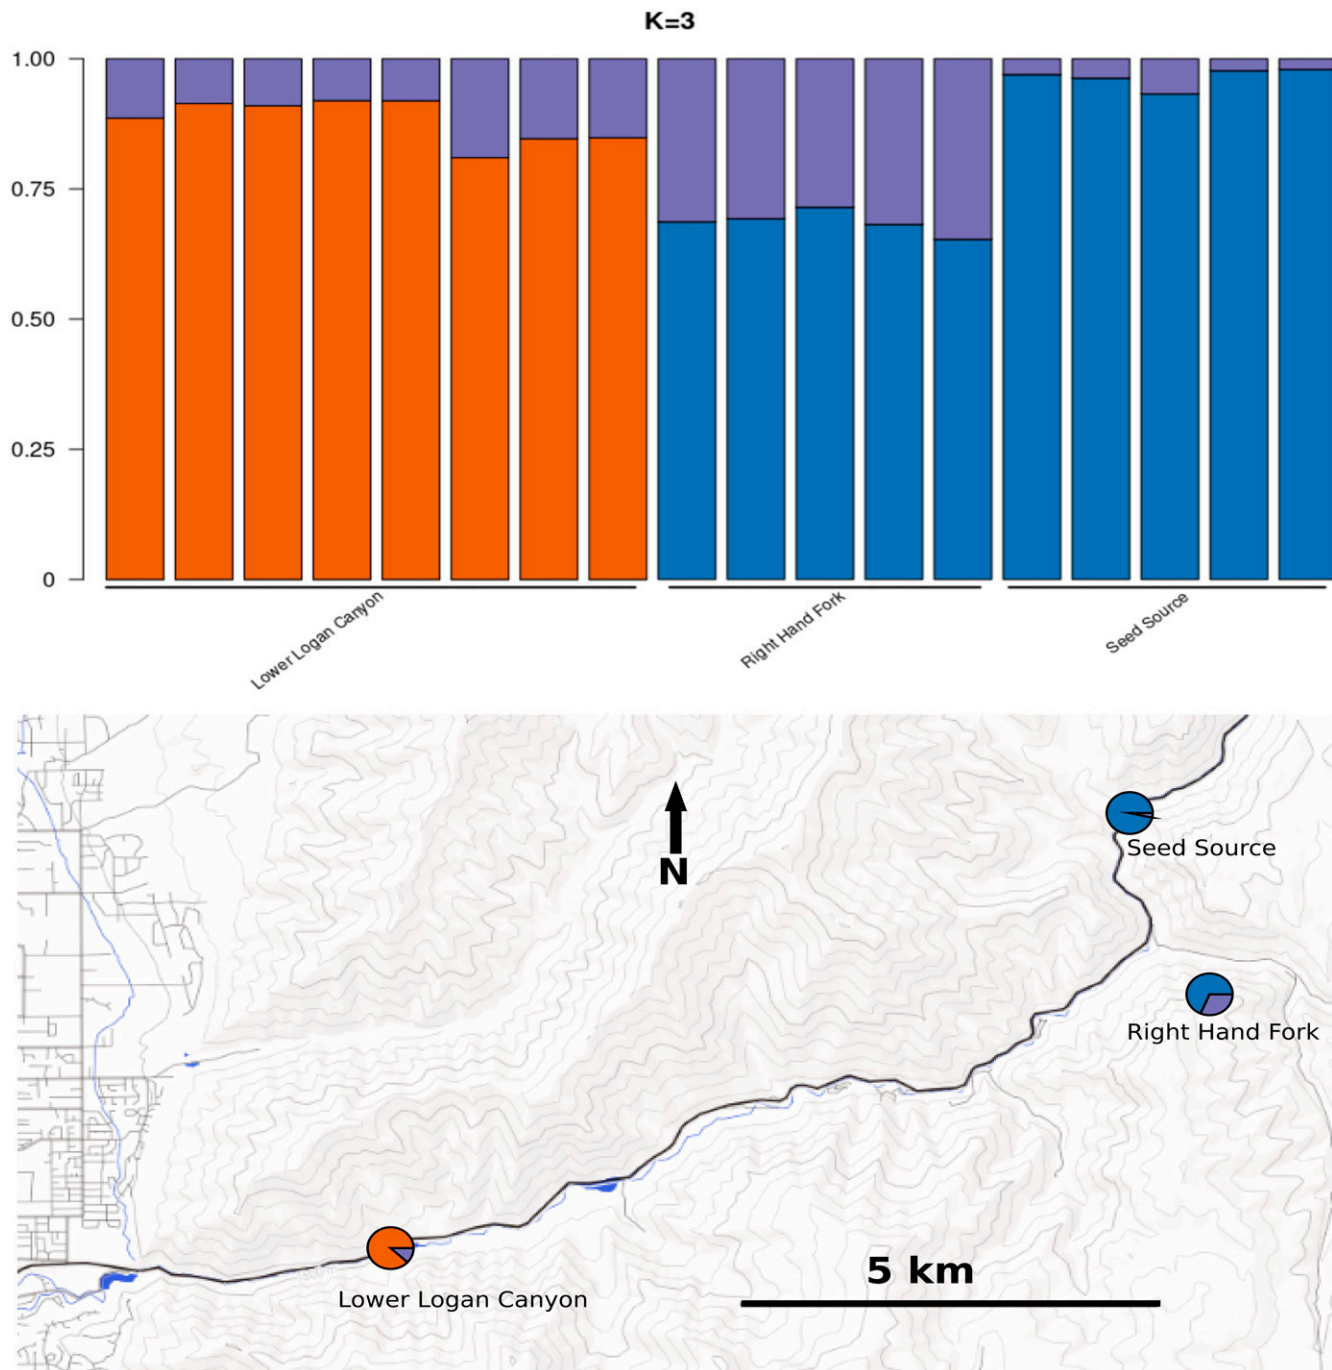 K=3
1.00
0.75
0.50
0.25
0
Lower Logan Canyon
Right Hand Fork
Seed Source
N
Seed Source
Right Hand Fork
Lower Logan Canyon
5 km